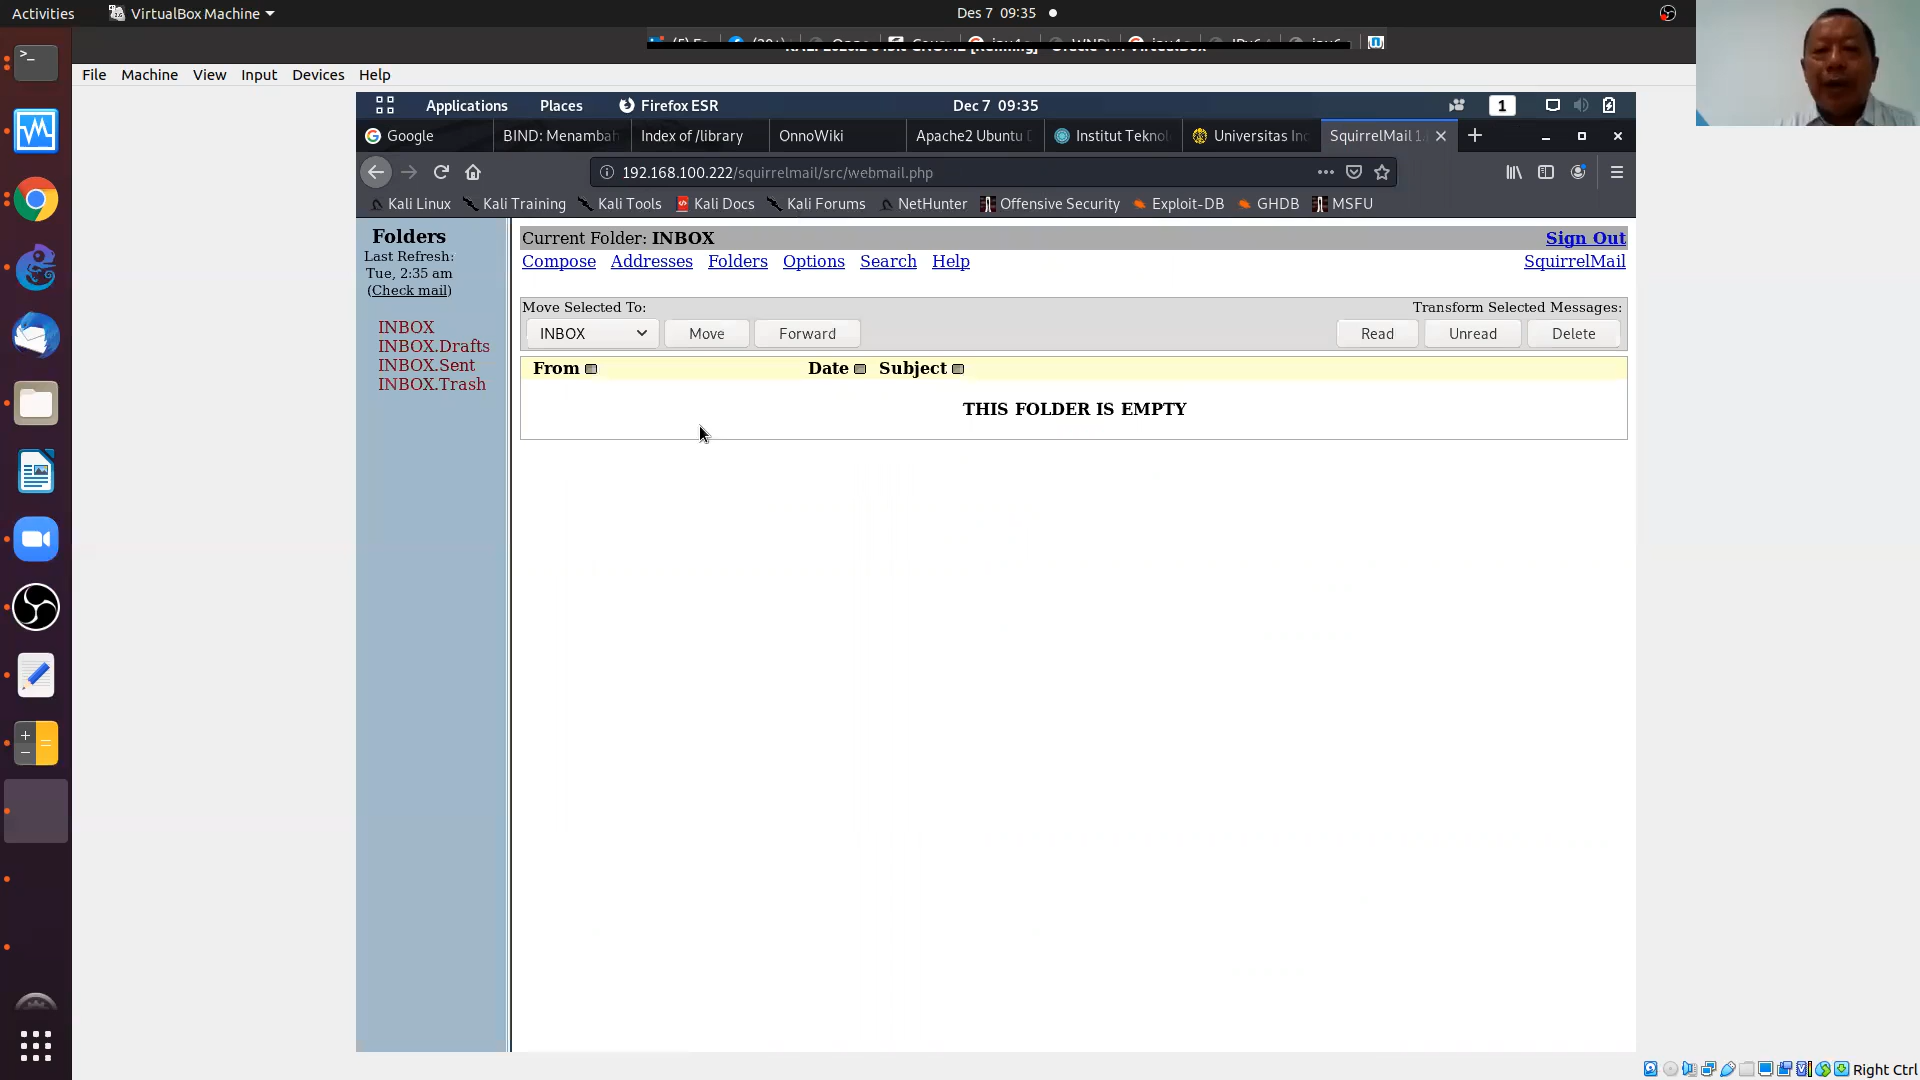 Activities
VirtualBox Machine
Des 7 09:35
File Machine View Input Devices Help
Applications Places Firefox ESR
Dec 7 09:35
1
Google
BIND: Menambah
Index of /library
OnnoWiki
Apache2 Ubuntu D
Institut Teknol
Universitas Inc
SquirrelMail 1.
192.168.100.222/squirrelmail/src/webmail.php
Kali Linux Kali Training Kali Tools Kali Docs Kali Forums NetHunter Offensive Security Exploit-DB GHDB MSFU
Folders
Last Refresh:
Tue, 2:35 am
(Check mail)
INBOX
INBOX.Drafts
INBOX.Sent
INBOX.Trash
Current Folder: INBOX
Sign Out
Compose Addresses Folders Options Search Help
SquirrelMail
Move Selected To:
Transform Selected Messages:
INBOX Move Forward
Read Unread Delete
From Date Subject
THIS FOLDER IS EMPTY
Right Ctrl